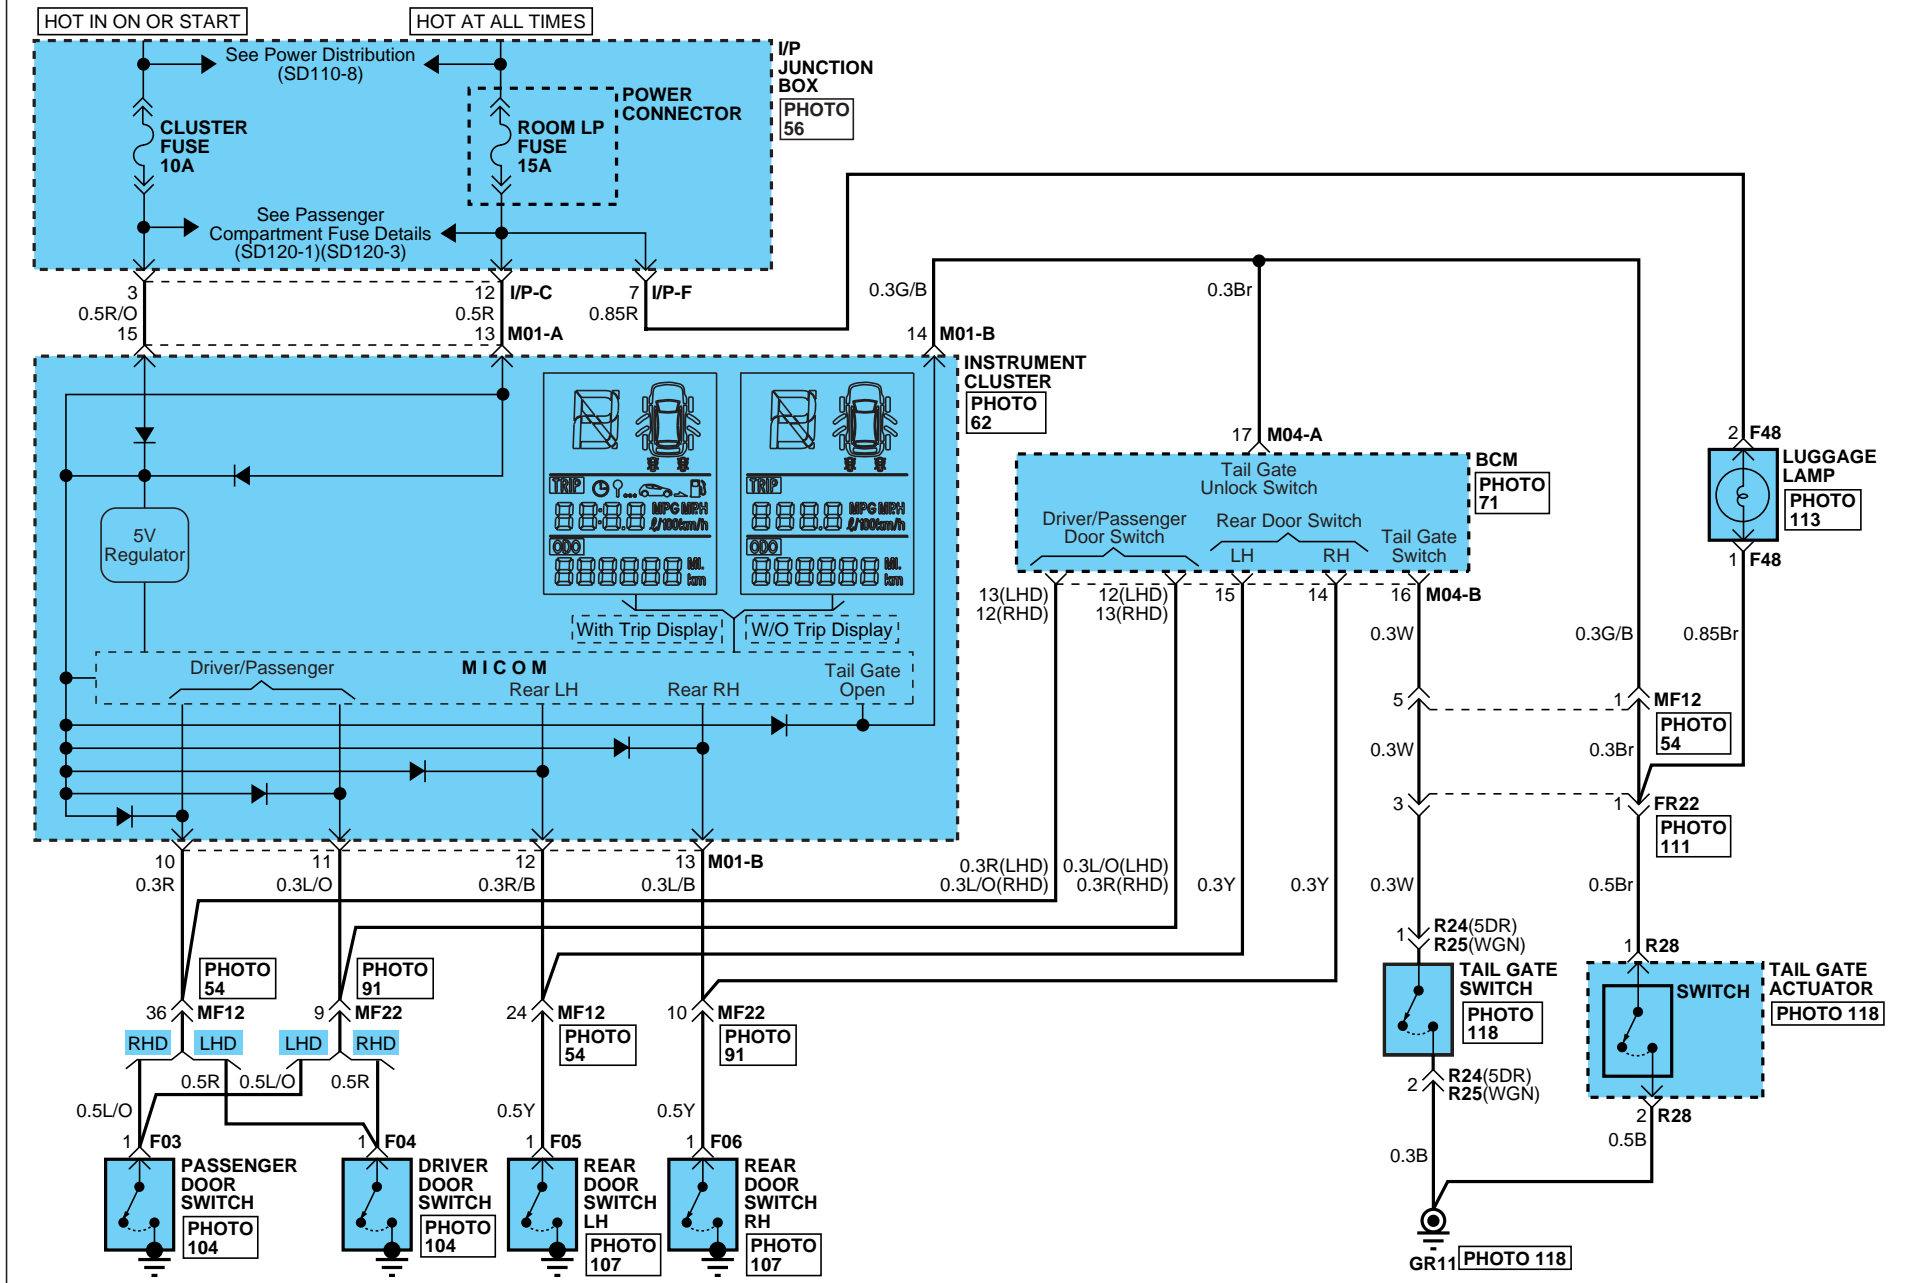 HOT IN ON OR START
HOT AT ALL TIMES
See Power Distribution
(SD110-8)
I/P
JUNCTION
BOX
PHOTO
56
POWER
CONNECTOR
CLUSTER
FUSE
10A
ROOM LP
FUSE
15A
See Passenger
Compartment Fuse Details
(SD120-1)(SD120-3)
3
12 I/P-C
7 I/P-F
0.5R/O
0.5R
0.85R
15
13 M01-A
0.3G/B
14 M01-B
0.3Br
INSTRUMENT
CLUSTER
PHOTO
62
TRIP
MPG MPH
ℓ/100km/h
ODO
MI.
km
TRIP
MPG MPH
ℓ/100km/h
ODO
MI.
km
5V
Regulator
With Trip Display
W/O Trip Display
Driver/Passenger
MICOM
Rear LH
Rear RH
Tail Gate
Open
17 M04-A
BCM
PHOTO
71
Tail Gate
Unlock Switch
Driver/Passenger
Door Switch
Rear Door Switch
LH
RH
Tail Gate
Switch
13(LHD)
12(RHD)
12(LHD)
13(RHD)
15
14
16 M04-B
2 F48
LUGGAGE
LAMP
PHOTO
113
1 F48
0.3W
0.3G/B
0.85Br
5
1 MF12
PHOTO
54
0.3W
0.3Br
3
1 FR22
PHOTO
111
10
11
12
13 M01-B
0.3R
0.3L/O
0.3R/B
0.3L/B
0.3R(LHD)
0.3L/O(RHD)
0.3L/O(LHD)
0.3R(RHD)
0.3Y
0.3Y
0.3W
0.5Br
PHOTO
54
PHOTO
91
36 MF12
9 MF22
24 MF12
PHOTO
54
10 MF22
PHOTO
91
RHD
LHD
LHD
RHD
0.5R
0.5L/O
0.5R
0.5L/O
0.5Y
0.5Y
1 F03
1 F04
1 F05
1 F06
PASSENGER
DOOR
SWITCH
PHOTO
104
DRIVER
DOOR
SWITCH
PHOTO
104
REAR
DOOR
SWITCH
LH
PHOTO
107
REAR
DOOR
SWITCH
RH
PHOTO
107
1 R24(5DR)
R25(WGN)
TAIL GATE
SWITCH
PHOTO
118
2 R24(5DR)
R25(WGN)
0.3B
1 R28
SWITCH
TAIL GATE
ACTUATOR
PHOTO 118
2 R28
0.5B
GR11 PHOTO 118